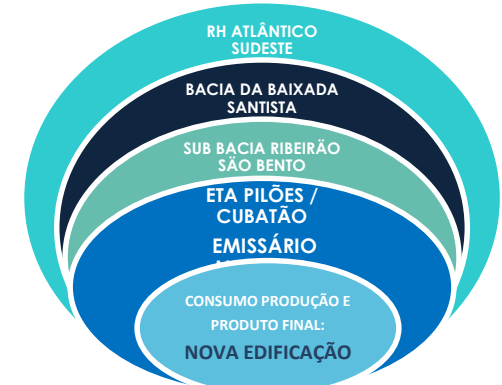 RH ATLÂNTICO
SUDESTE
BACIA DA BAIXADA
SANTISTA
SUB BACIA RIBEIRÃO
SÃO BENTO
ETA PILÕES /
CUBATÃO
EMISSÁRIO
CONSUMO PRODUÇÃO E
PRODUTO FINAL:
NOVA EDIFICAÇÃO